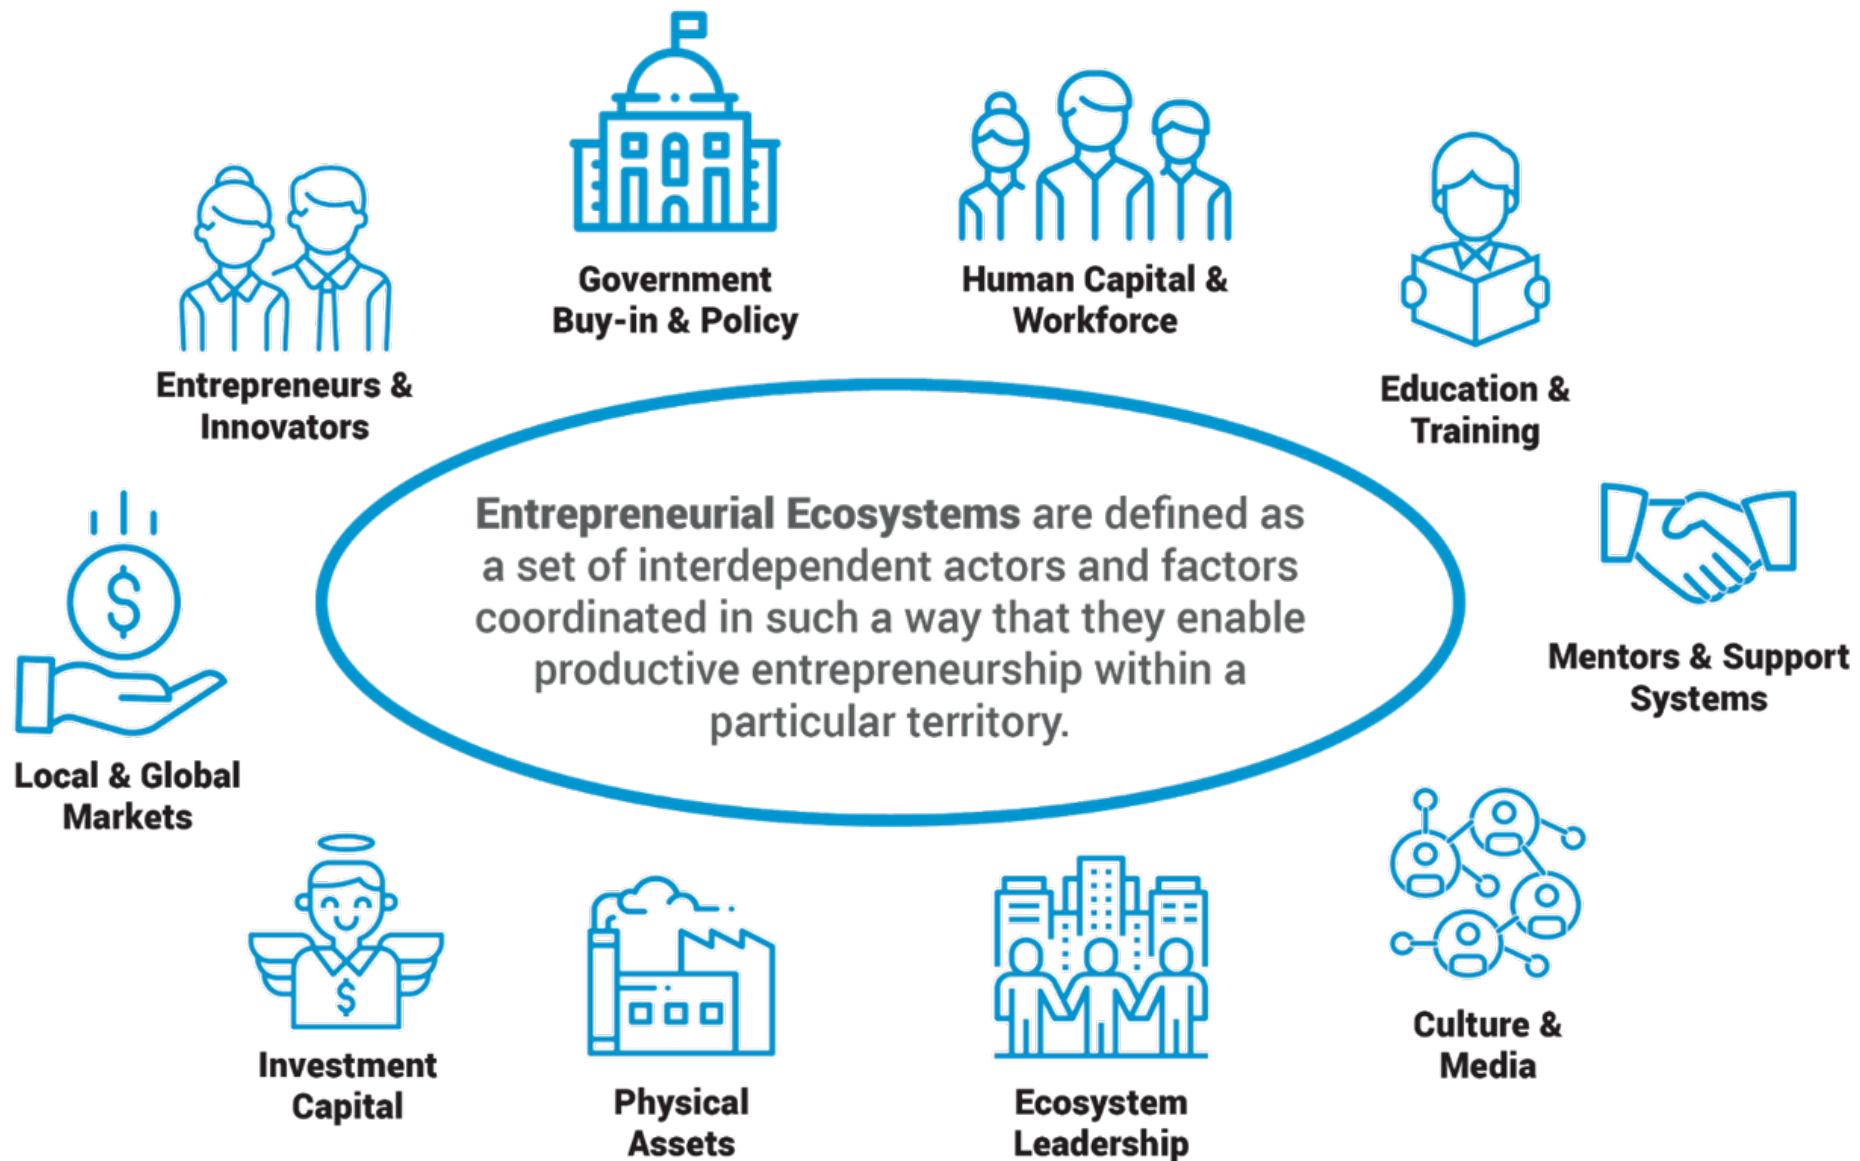 Government
Buy-in & Policy
Human Capital &
Workforce
Entrepreneurs &
Innovators
Education &
Training
Entrepreneurial Ecosystems are defined as
a set of interdependent actors and factors
coordinated in such a way that they enable
productive entrepreneurship within a
particular territory.
Mentors & Support
Systems
Local & Global
Markets
$
Investment
Capital
$
Physical
Assets
Ecosystem
Leadership
Culture &
Media